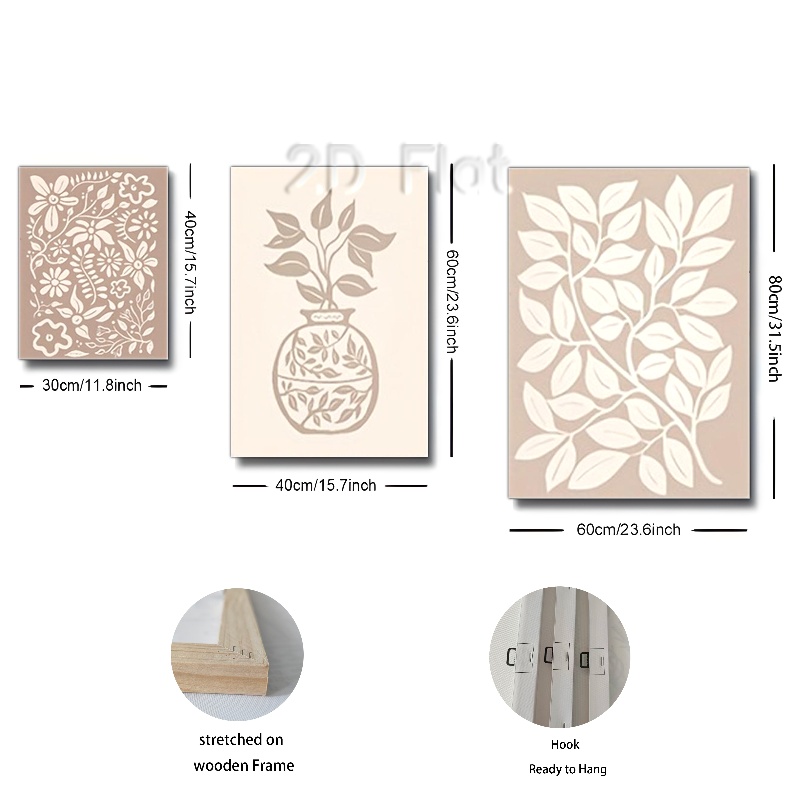 2D Flat
40cm/15.7inch
30cm/11.8inch
60cm/23.6inch
40cm/15.7inch
80cm/31.5inch
60cm/23.6inch
stretched on
wooden Frame
Hook
Ready to Hang